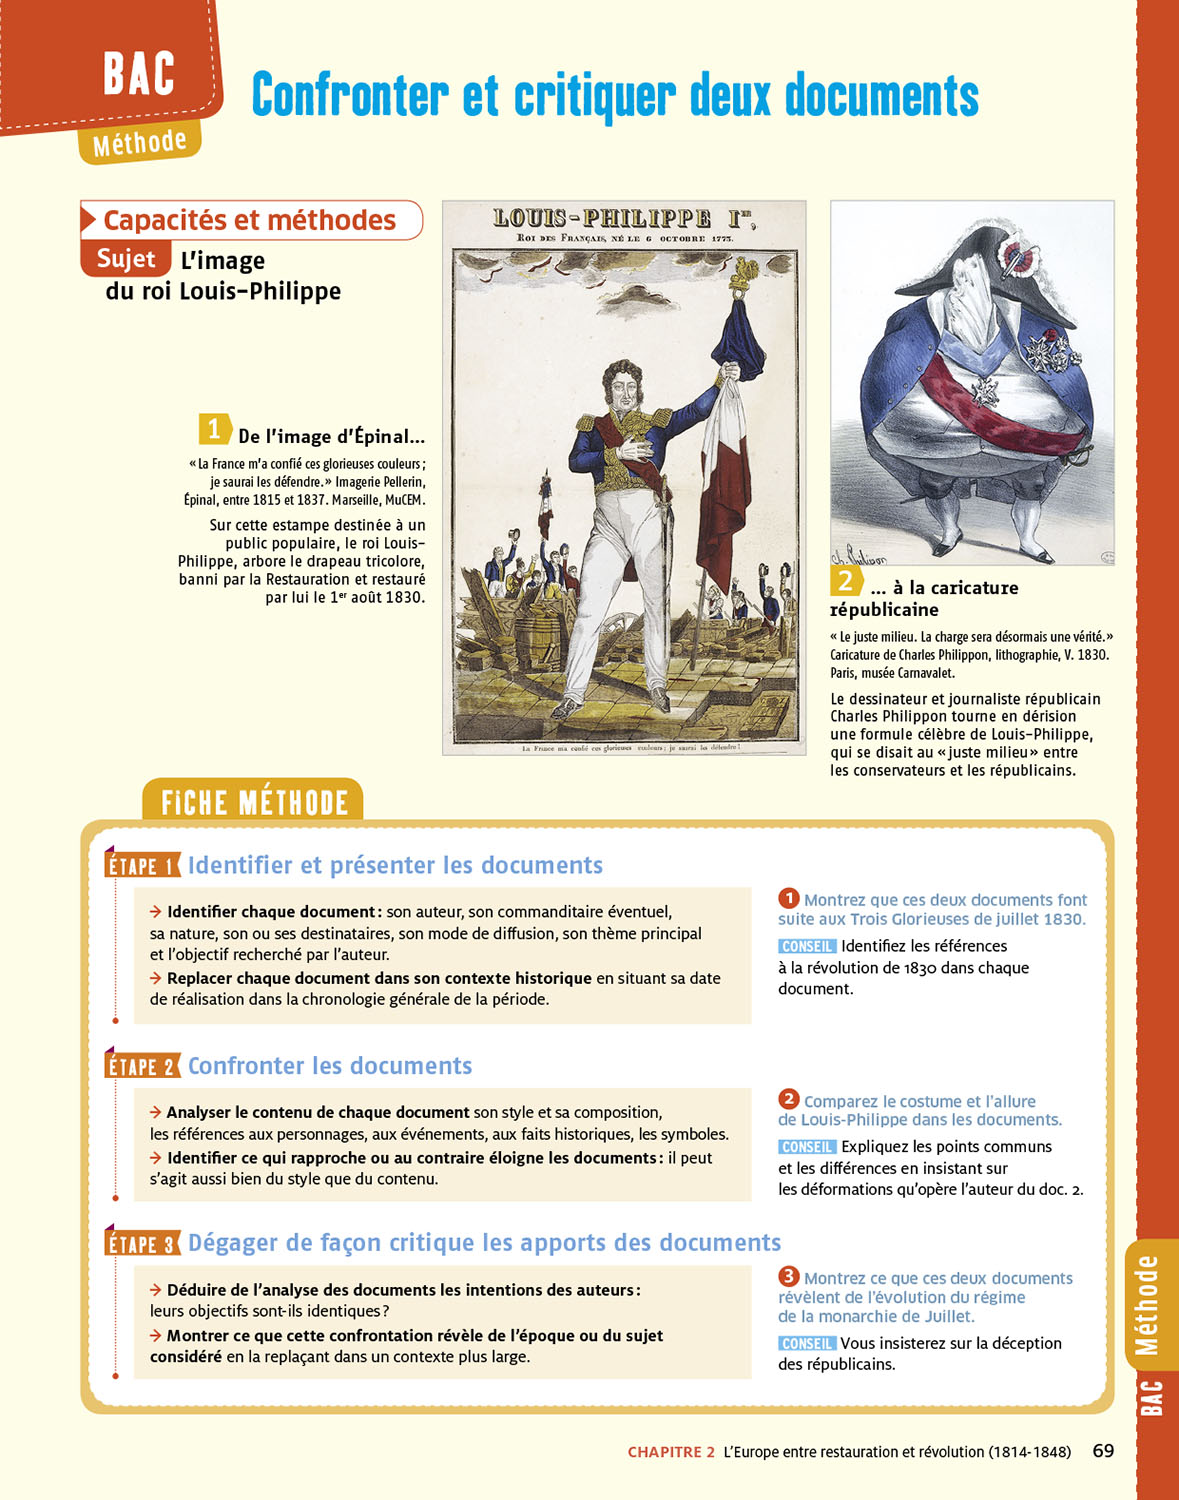 BAC
Méthode
Confronter et critiquer deux documents
Capacités et méthodes
Sujet L'image
du roi Louis-Philippe
1 De l'image d'Épinal...
« La France m'a confié ces glorieuses couleurs ;
je saurai les défendre. » Imagerie Pellerin,
Épinal, entre 1815 et 1837. Marseille, MuCEM.
Sur cette estampe destinée à un
public populaire, le roi Louis-
Philippe, arbore le drapeau tricolore,
banni par la Restauration et restauré
par lui le 1er août 1830.
LOUIS-PHILIPPE Ier,
ROI DES FRANÇAIS, NÉ LE 6 OCTOBRE 1773.
La France ma confié ces glorieuses couleurs ; je saurai les défendre !
Ch. Philipon
2 ... à la caricature
républicaine
« Le juste milieu. La charge sera désormais une vérité. »
Caricature de Charles Philippon, lithographie, V. 1830.
Paris, musée Carnavalet.
Le dessinateur et journaliste républicain
Charles Philippon tourne en dérision
une formule célèbre de Louis-Philippe,
qui se disait au « juste milieu » entre
les conservateurs et les républicains.
FiCHE MÉTHODE
ÉTAPE 1 Identifier et présenter les documents
→ Identifier chaque document : son auteur, son commanditaire éventuel,
sa nature, son ou ses destinataires, son mode de diffusion, son thème principal
et l'objectif recherché par l'auteur.
→ Replacer chaque document dans son contexte historique en situant sa date
de réalisation dans la chronologie générale de la période.
1 Montrez que ces deux documents font
suite aux Trois Glorieuses de juillet 1830.
CONSEIL Identifiez les références
à la révolution de 1830 dans chaque
document.
ÉTAPE 2 Confronter les documents
→ Analyser le contenu de chaque document son style et sa composition,
les références aux personnages, aux événements, aux faits historiques, les symboles.
→ Identifier ce qui rapproche ou au contraire éloigne les documents : il peut
s'agit aussi bien du style que du contenu.
2 Comparez le costume et l'allure
de Louis-Philippe dans les documents.
CONSEIL Expliquez les points communs
et les différences en insistant sur
les déformations qu'opère l'auteur du doc. 2.
ÉTAPE 3 Dégager de façon critique les apports des documents
→ Déduire de l'analyse des documents les intentions des auteurs :
leurs objectifs sont-ils identiques ?
→ Montrer ce que cette confrontation révèle de l'époque ou du sujet
considéré en la replaçant dans un contexte plus large.
3 Montrez ce que ces deux documents
révèlent de l'évolution du régime
de la monarchie de Juillet.
CONSEIL Vous insisterez sur la déception
des républicains.
Méthode
BAC
CHAPITRE 2 L'Europe entre restauration et révolution (1814-1848) 69